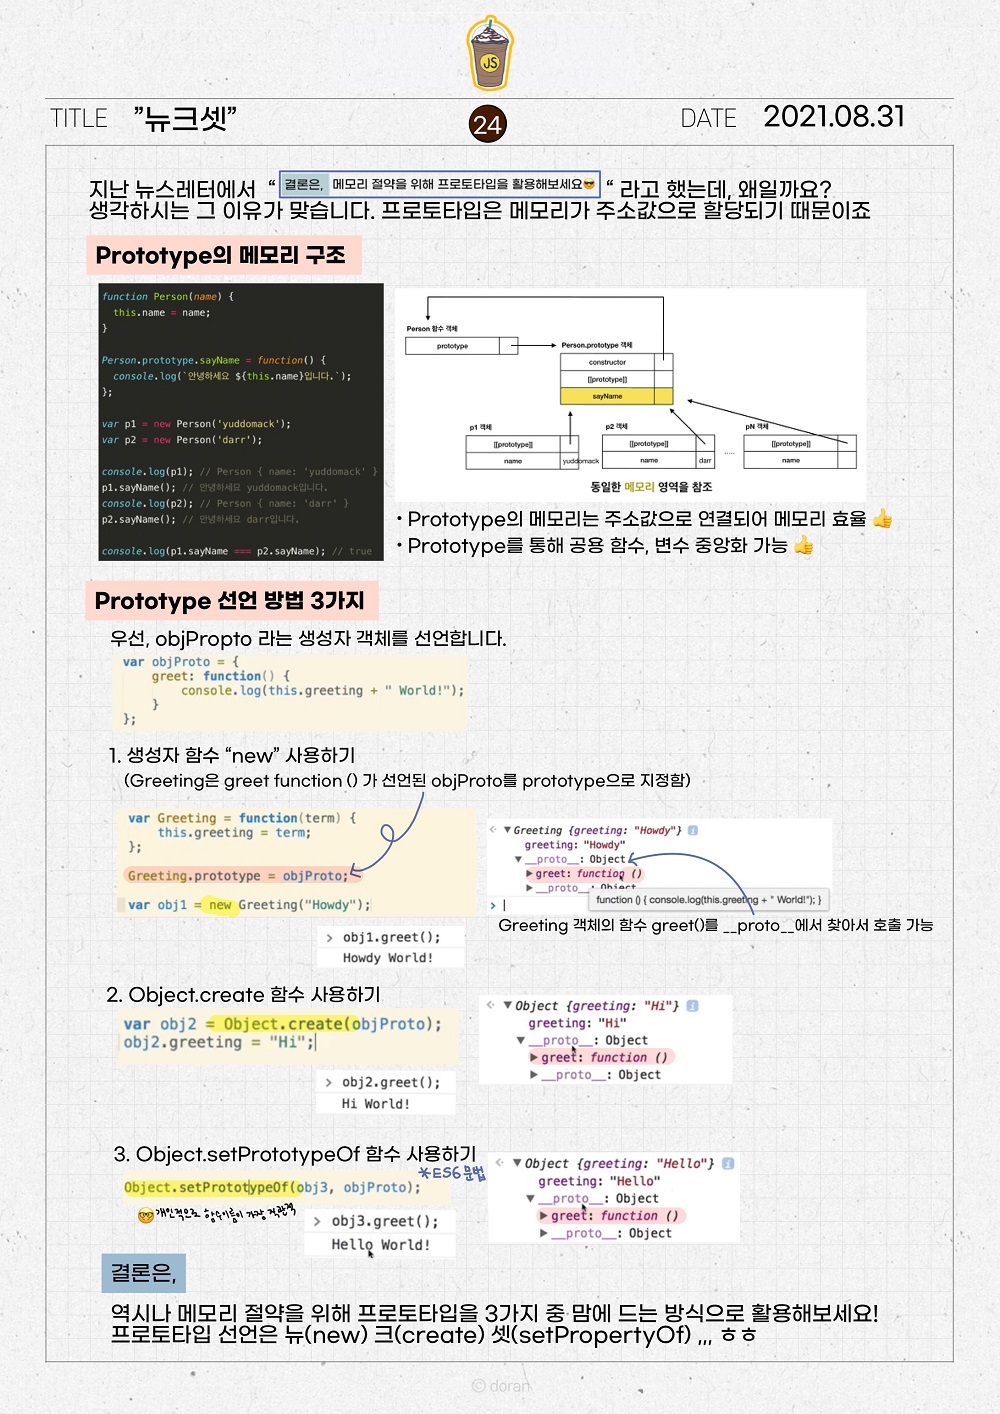 JS
TITLE "뉴크셋"
24
DATE 2021.08.31
지난 뉴스레터에서 “ 결론은, 메모리 절약을 위해 프로토타입을 활용해보세요😎 “ 라고 했는데, 왜일까요?
생각하시는 그 이유가 맞습니다. 프로토타입은 메모리가 주소값으로 할당되기 때문이죠
Prototype의 메모리 구조
function Person(name) {
this.name = name;
}
Person.prototype.sayName = function() {
console.log(`안녕하세요 ${this.name}입니다.`);
};
var p1 = new Person('yuddomack');
var p2 = new Person('darr');
console.log(p1); // Person { name: 'yuddomack' }
p1.sayName(); // 안녕하세요 yuddomack입니다.
console.log(p2); // Person { name: 'darr' }
p2.sayName(); // 안녕하세요 darr입니다.
console.log(p1.sayName === p2.sayName); // true
Person 함수 객체
prototype
Person.prototype 객체
constructor
[[prototype]]
sayName
p1 객체
[[prototype]]
name yuddomack
p2 객체
[[prototype]]
name darr
.....
pN 객체
[[prototype]]
name
동일한 메모리 영역을 참조
• Prototype의 메모리는 주소값으로 연결되어 메모리 효율 👍
• Prototype를 통해 공용 함수, 변수 중앙화 가능 👍
Prototype 선언 방법 3가지
우선, objPropto 라는 생성자 객체를 선언합니다.
var objProto = {
greet: function() {
console.log(this.greeting + " World!");
}
};
1. 생성자 함수 “new” 사용하기
(Greeting은 greet function () 가 선언된 objProto를 prototype으로 지정함)
var Greeting = function(term) {
this.greeting = term;
};
Greeting.prototype = objProto;
var obj1 = new Greeting("Howdy");
> obj1.greet();
Howdy World!
▼ Greeting {greeting: "Howdy"} i
greeting: "Howdy"
▼ __proto__: Object
▶ greet: function ()
▶ __proto__: Object
function () { console.log(this.greeting + " World!"); }
> |
Greeting 객체의 함수 greet()를 __proto__에서 찾아서 호출 가능
2. Object.create 함수 사용하기
var obj2 = Object.create(objProto);
obj2.greeting = "Hi";
> obj2.greet();
Hi World!
▼ Object {greeting: "Hi"} i
greeting: "Hi"
▼ __proto__: Object
▶ greet: function ()
▶ __proto__: Object
3. Object.setPrototypeOf 함수 사용하기
*ES6 문법
Object.setPrototypeOf(obj3, objProto);
🤓 개인적으로 함수이름이 가장 직관적
> obj3.greet();
Hello World!
▼ Object {greeting: "Hello"} i
greeting: "Hello"
▼ __proto__: Object
▶ greet: function ()
▶ __proto__: Object
결론은,
역시나 메모리 절약을 위해 프로토타입을 3가지 중 맘에 드는 방식으로 활용해보세요!
프로토타입 선언은 뉴(new) 크(create) 셋(setPropertyOf) ,,, ㅎㅎ
© doran